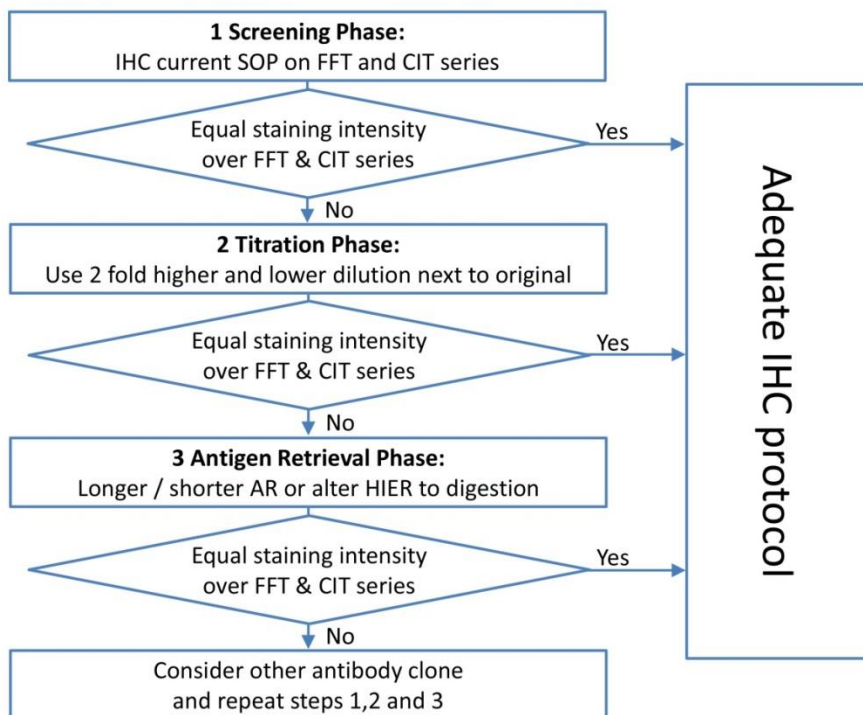 1 Screening Phase:
IHC current SOP on FFT and CIT series
Equal staining intensity
over FFT & CIT series
Yes
No
2 Titration Phase:
Use 2 fold higher and lower dilution next to original
Equal staining intensity
over FFT & CIT series
Yes
No
3 Antigen Retrieval Phase:
Longer / shorter AR or alter HIER to digestion
Equal staining intensity
over FFT & CIT series
Yes
No
Consider other antibody clone
and repeat steps 1,2 and 3
Adequate IHC protocol